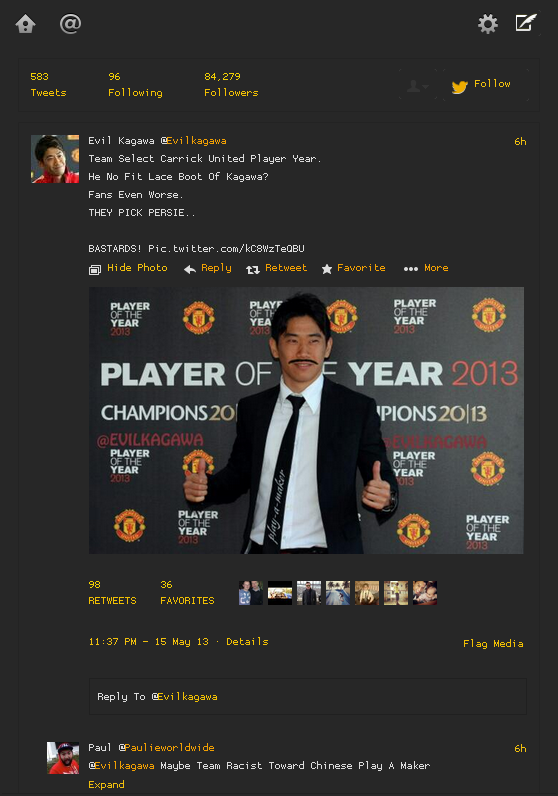 583 96 84,279
Tweets Following Followers Follow
Evil Kagawa @Evilkagawa 6h
Team Select Carrick United Player Year.
He No Fit Lace Boot Of Kagawa?
Fans Even Worse.
THEY PICK PERSIE..
BASTARDS! Pic.twitter.com/kC8WzTeQBU
Hide Photo Reply Retweet Favorite More
PLAYER OF THE YEAR 2013
PLAYER OF THE YEAR
PLAYER OF THE YEAR 2013
PLAYER OF THE YEAR 2013
CHAMPIONS 20 CHAMPIONS 20|13
@EVILKAGAWA @EVILKAGAWA
PLAYER OF THE YEAR 2013
PLAYER OF THE YEAR 2013
play-a-maker
PLAYER OF THE YEAR 2013
PLAYER OF THE YEAR 2013
98 36
RETWEETS FAVORITES
11:37 PM - 15 May 13 · Details Flag Media
Reply To @Evilkagawa
Paul @Paulieworldwide 6h
@Evilkagawa Maybe Team Racist Toward Chinese Play A Maker
Expand